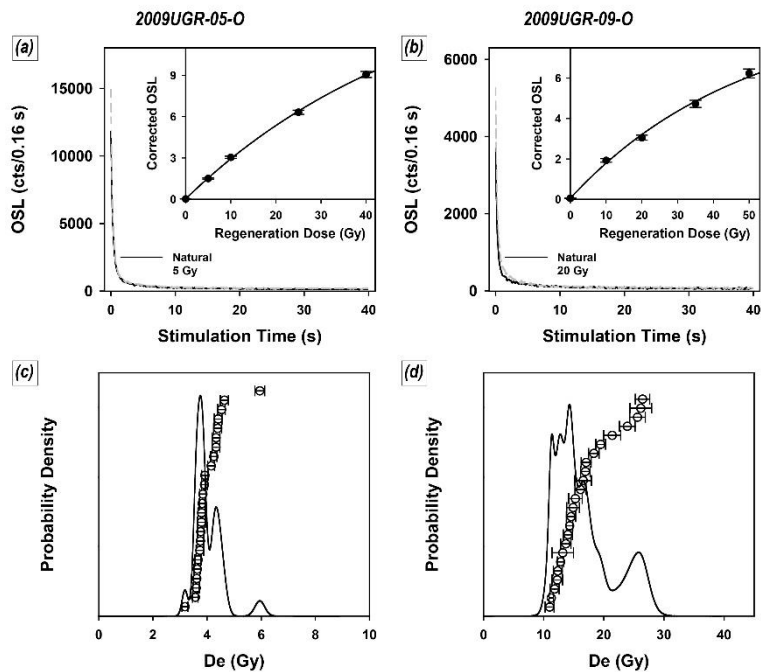 2009UGR-05-O
2009UGR-09-O
(a)
OSL (cts/0.16 s)
15000
10000
5000
0
Corrected OSL
9
6
3
0
0 10 20 30 40
Regeneration Dose (Gy)
Natural
5 Gy
0 10 20 30 40
Stimulation Time (s)
(b)
OSL (cts/0.16 s)
6000
4000
2000
0
Corrected OSL
6
4
2
0
0 10 20 30 40 50
Regeneration Dose (Gy)
Natural
20 Gy
0 10 20 30 40
Stimulation Time (s)
(c)
Probability Density
0 2 4 6 8 10
De (Gy)
(d)
Probability Density
0 10 20 30 40
De (Gy)